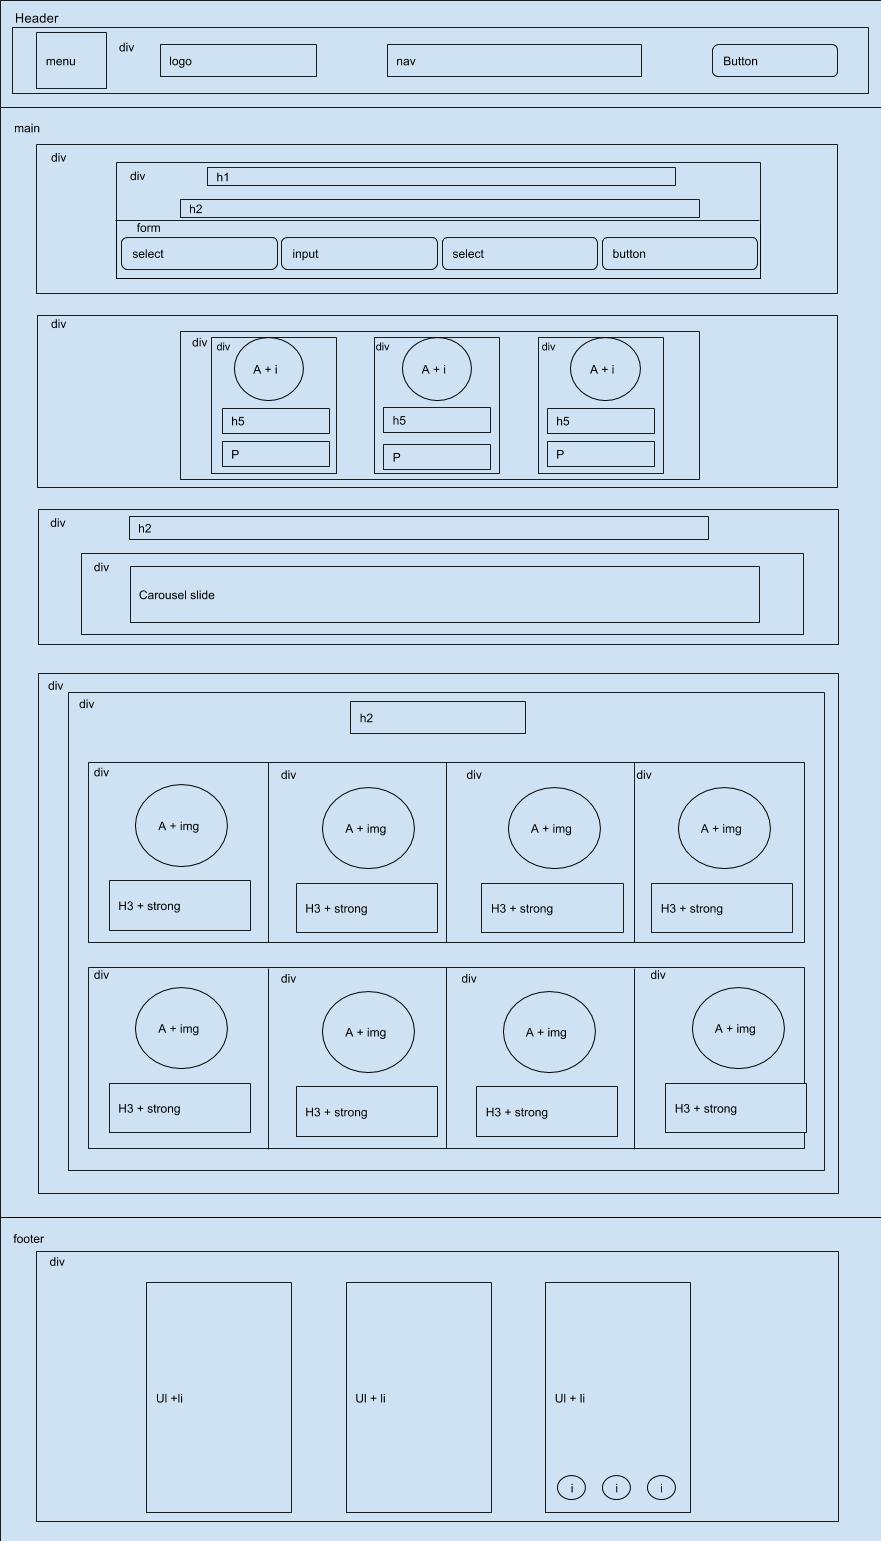 Header
menu
div
logo
nav
Button
main
div
div
h1
h2
form
select
input
select
button
div
div
div
A + i
h5
P
div
A + i
h5
P
div
A + i
h5
P
div
h2
div
Carousel slide
div
div
h2
div
A + img
H3 + strong
div
A + img
H3 + strong
div
A + img
H3 + strong
div
A + img
H3 + strong
div
A + img
H3 + strong
div
A + img
H3 + strong
div
A + img
H3 + strong
div
A + img
H3 + strong
footer
div
Ul +li
Ul + li
Ul + li
i
i
i